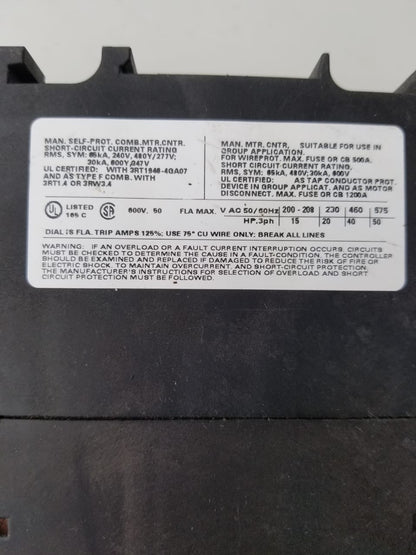 MAN. SELF-PROT. COMB.MTR.CNTR.
SHORT-CIRCUIT CURRENT RATING
RMS, SYM: 65kA, 240V, 480Y/277V;
30kA, 600Y/347V
UL CERTIFIED: WITH 3RT1946-4GA07
AND AS TYPE F COMB. WITH
3RT1.4 OR 3RW3.4
MAN. MTR. CNTR, SUITABLE FOR USE IN
GROUP APPLICATION.
FOR WIREPROT. MAX. FUSE OR CB 500A.
SHORT CIRCUIT CURRENT RATING,
RMS, SYM: 65kA, 480V; 30kA, 600V
UL CERTIFIED: AS TAP CONDUCTOR PROT.
DEVICE IN GROUP APPLIC. AND AS MOTOR
DISCONNECT. MAX. FUSE OR CB 1200A
UL LISTED 165 C SA 600V, 50 FLA MAX. V AC 50/60HZ 200 - 208 230 460 575
HP.3ph 15 20 40 50
DIAL IS FLA. TRIP AMPS 125%; USE 75° CU WIRE ONLY; BREAK ALL LINES
WARNING: IF AN OVERLOAD OR A FAULT CURRENT INTERRUPTION OCCURS, CIRCUITS
MUST BE CHECKED TO DETERMINE THE CAUSE IN A FAULT-CONDITION. THE CONTROLLER
SHOULD BE EXAMINED AND REPLACED IF DAMAGED TO REDUCE THE RISK OF FIRE OR
ELECTRIC SHOCK. TO MAINTAIN OVERCURRENT. AND SHORT-CIRCUIT PROTECTION:
THE MANUFACTURER'S INSTRUCTIONS FOR SELECTION OF OVERLOAD AND SHORT
CIRCUIT PROTECTION MUST BE FOLLOWED.